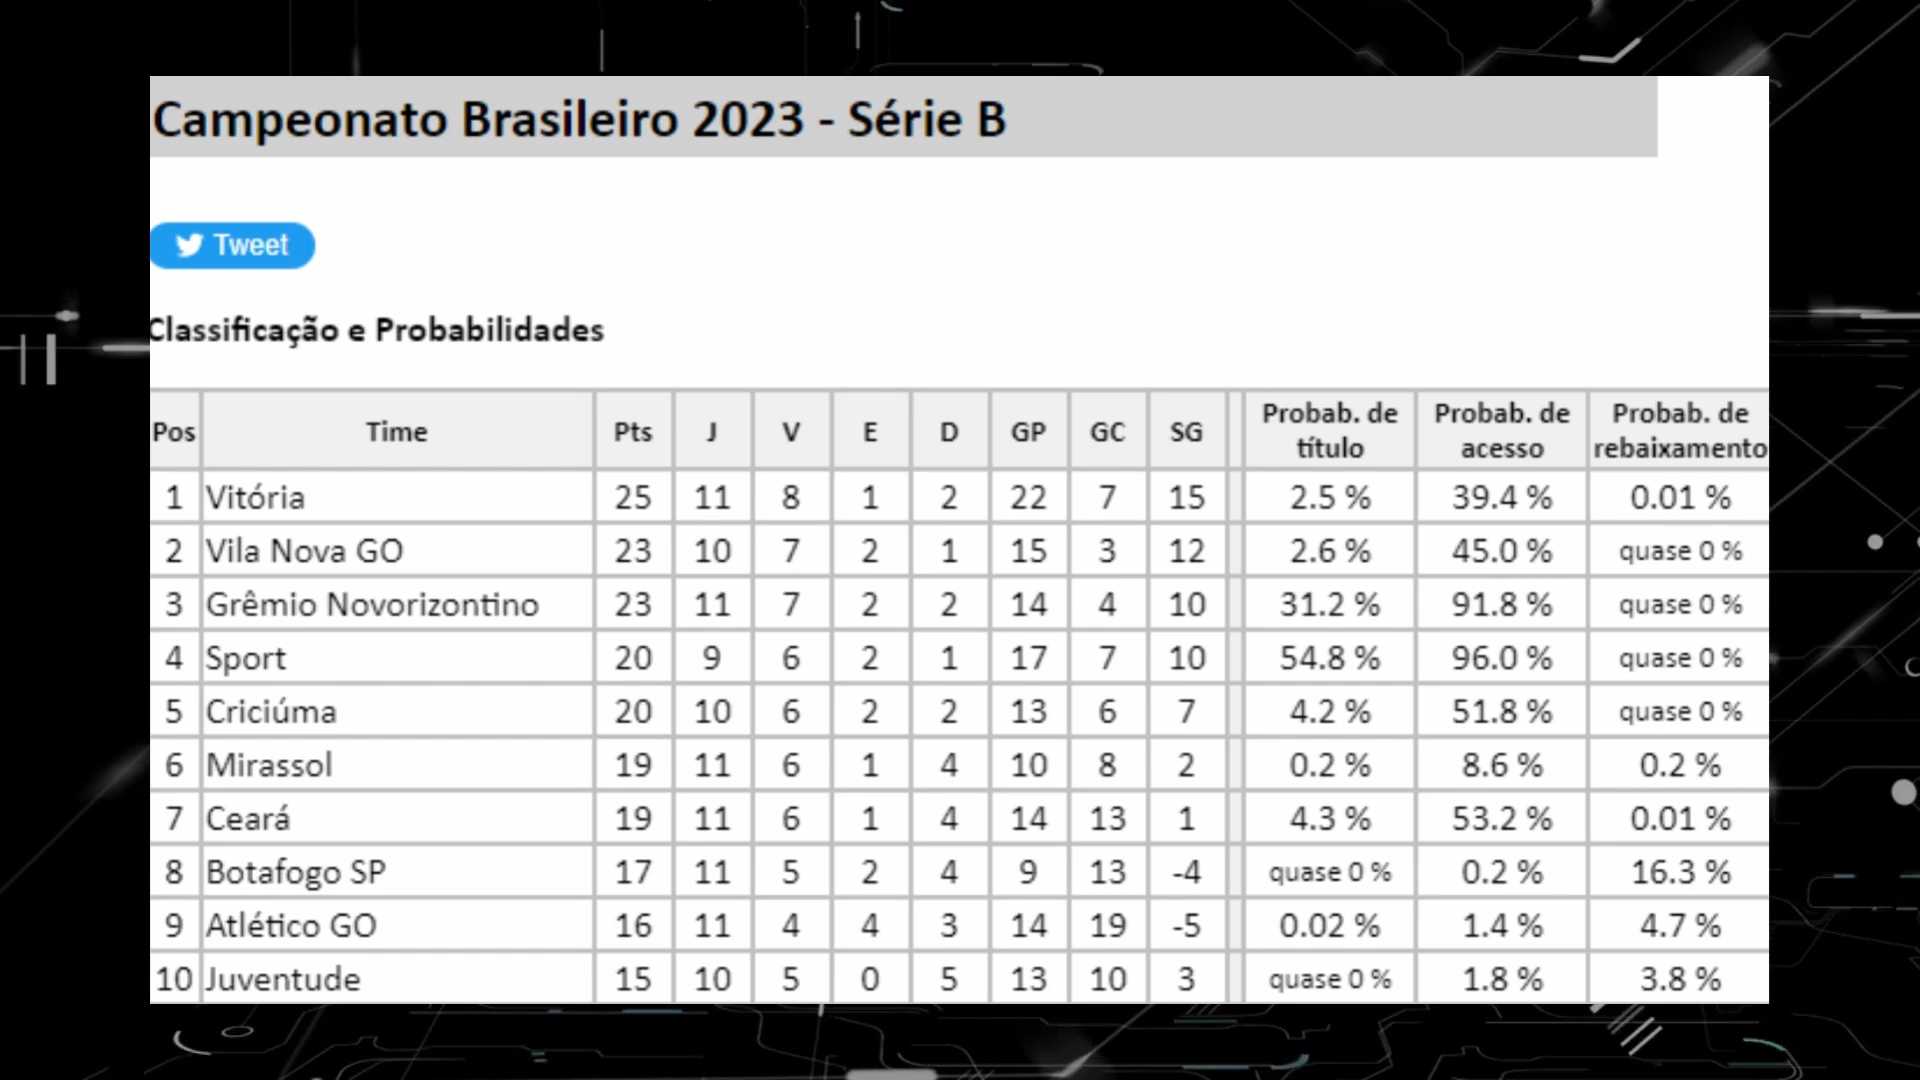 Campeonato Brasileiro 2023 - Série B
Tweet
Classificação e Probabilidades
Pos Time Pts J V E D GP GC SG Probab. de título Probab. de acesso Probab. de rebaixamento
1 Vitória 25 11 8 1 2 22 7 15 2.5 % 39.4 % 0.01 %
2 Vila Nova GO 23 10 7 2 1 15 3 12 2.6 % 45.0 % quase 0 %
3 Grêmio Novorizontino 23 11 7 2 2 14 4 10 31.2 % 91.8 % quase 0 %
4 Sport 20 9 6 2 1 17 7 10 54.8 % 96.0 % quase 0 %
5 Criciúma 20 10 6 2 2 13 6 7 4.2 % 51.8 % quase 0 %
6 Mirassol 19 11 6 1 4 10 8 2 0.2 % 8.6 % 0.2 %
7 Ceará 19 11 6 1 4 14 13 1 4.3 % 53.2 % 0.01 %
8 Botafogo SP 17 11 5 2 4 9 13 -4 quase 0 % 0.2 % 16.3 %
9 Atlético GO 16 11 4 4 3 14 19 -5 0.02 % 1.4 % 4.7 %
10 Juventude 15 10 5 0 5 13 10 3 quase 0 % 1.8 % 3.8 %